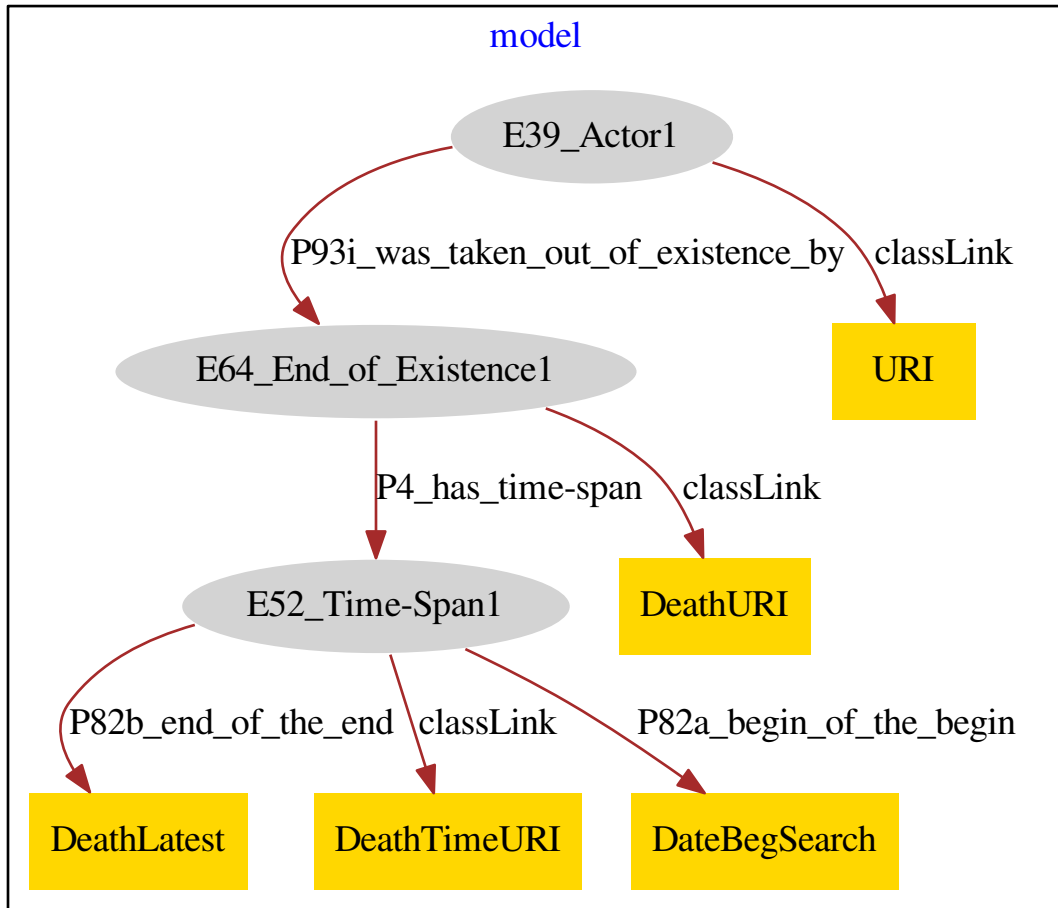 model
E39_Actor1
P93i_was_taken_out_of_existence_by
classLink
E64_End_of_Existence1
URI
P4_has_time-span
classLink
E52_Time-Span1
DeathURI
P82b_end_of_the_end
classLink
P82a_begin_of_the_begin
DeathLatest
DeathTimeURI
DateBegSearch